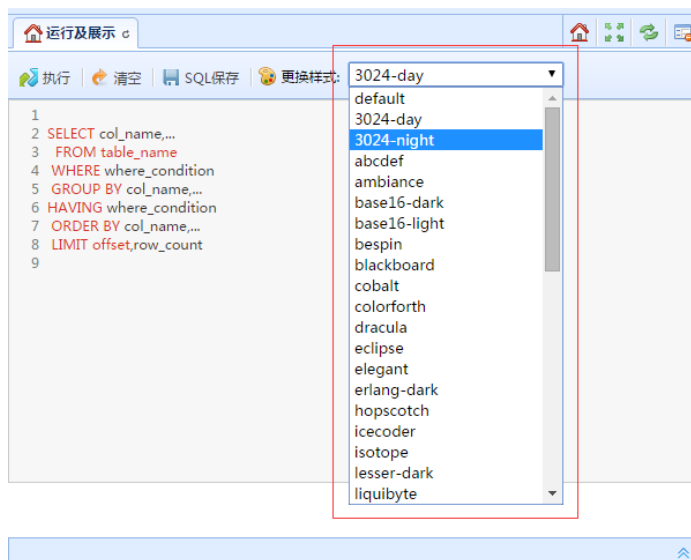 运行及展示
执行 清空 SQL保存 更换样式: 3024-day
1
2 SELECT col_name,...
3 FROM table_name
4 WHERE where_condition
5 GROUP BY col_name,...
6 HAVING where_condition
7 ORDER BY col_name,...
8 LIMIT offset,row_count
9
default
3024-day
3024-night
abcdef
ambiance
base16-dark
base16-light
bespin
blackboard
cobalt
colorforth
dracula
eclipse
elegant
erlang-dark
hopscotch
icecoder
isotope
lesser-dark
liquibyte